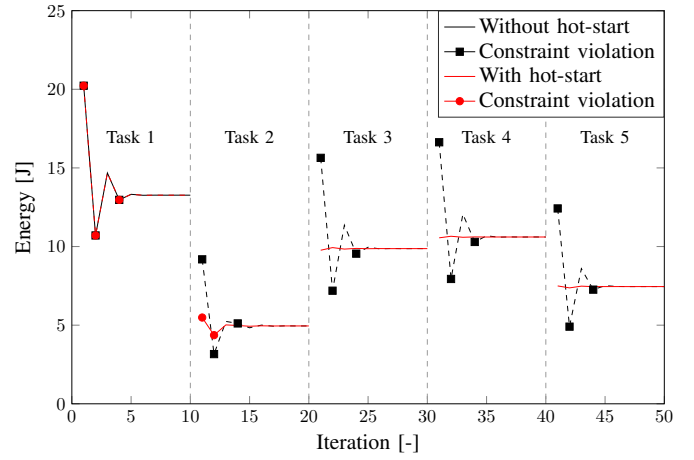 25
20
15
10
5
0
Energy [J]
Without hot-start
Constraint violation
With hot-start
Constraint violation
Task 1
Task 2
Task 3
Task 4
Task 5
0 5 10 15 20 25 30 35 40 45 50
Iteration [-]